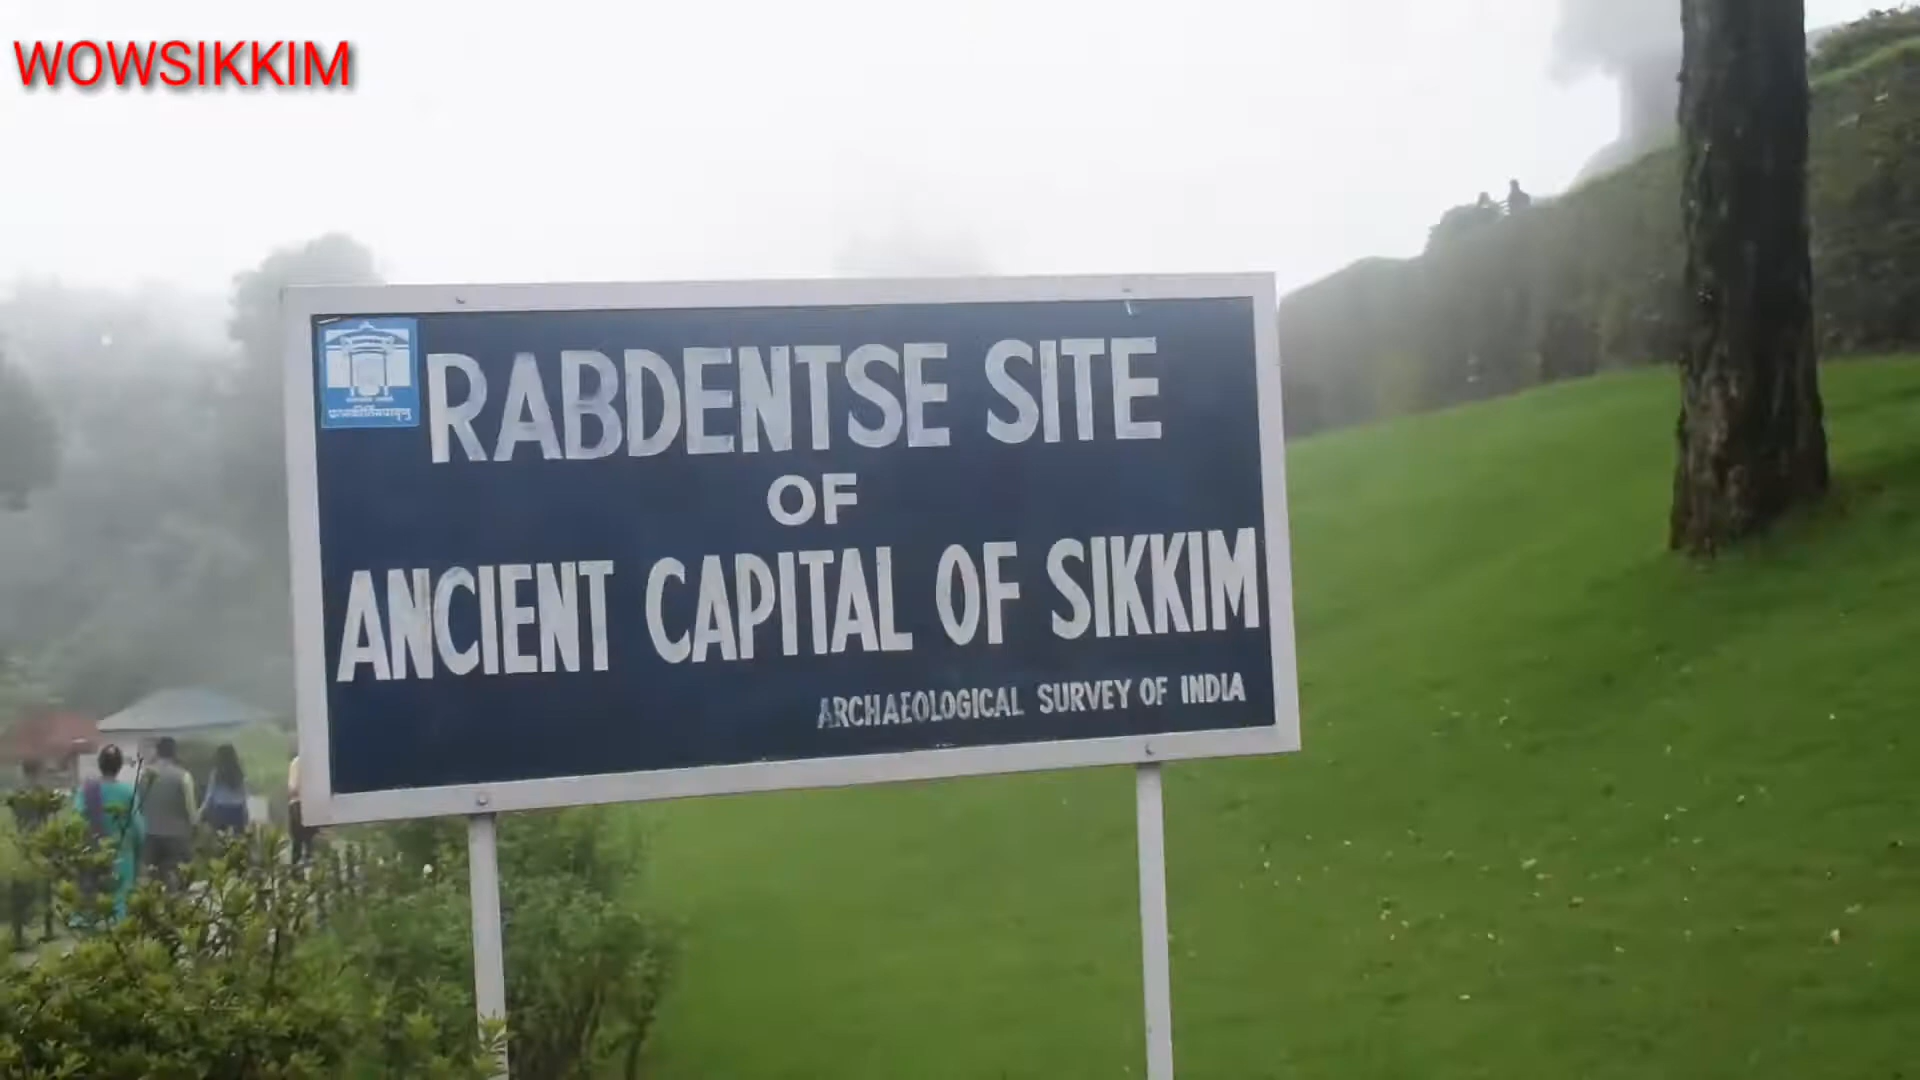 WOWSIKKIM
RABDENTSE SITE
OF
ANCIENT CAPITAL OF SIKKIM
ARCHAEOLOGICAL SURVEY OF INDIA